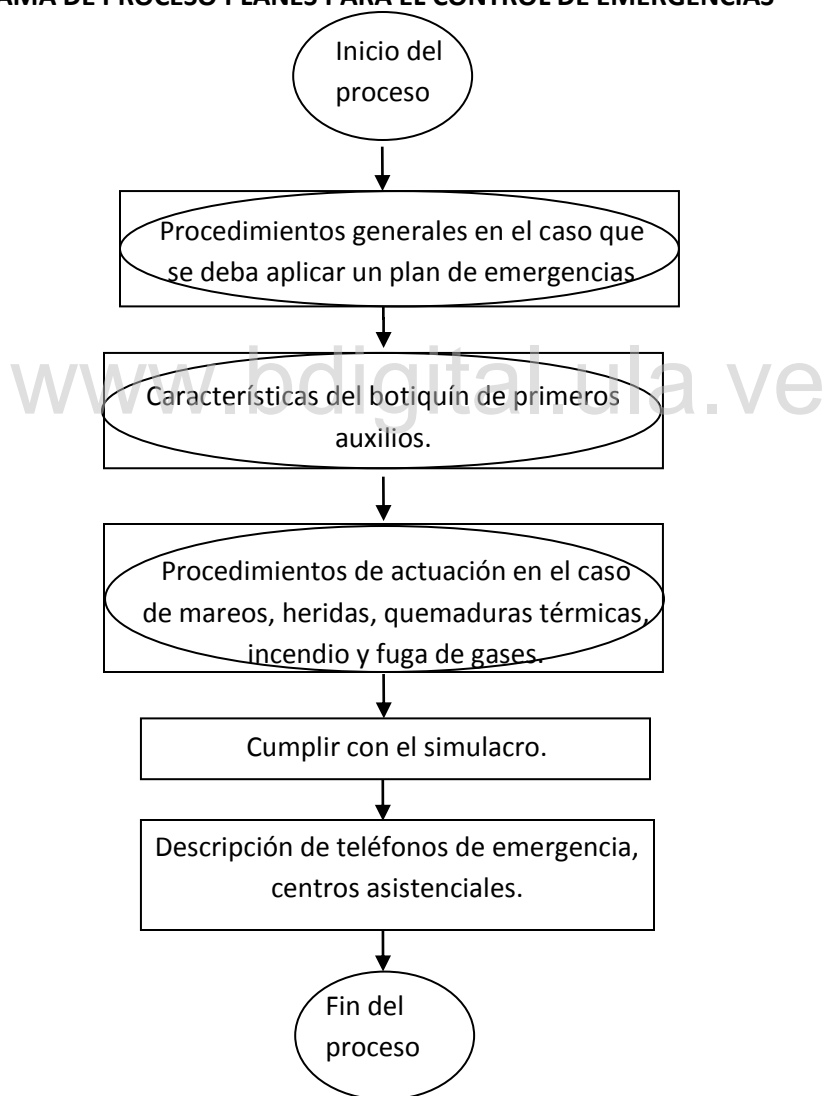 PROCESO PLANES PARA EL CONTROL DE EMERGENCIAS
Inicio del
proceso
Procedimientos generales en el caso que
se deba aplicar un plan de emergencias
www.bdigital.ula.ve
Características del botiquín de primeros
auxilios.
Procedimientos de actuación en el caso
de mareos, heridas, quemaduras térmicas,
incendio y fuga de gases.
Cumplir con el simulacro.
Descripción de teléfonos de emergencia,
centros asistenciales.
Fin del
proceso